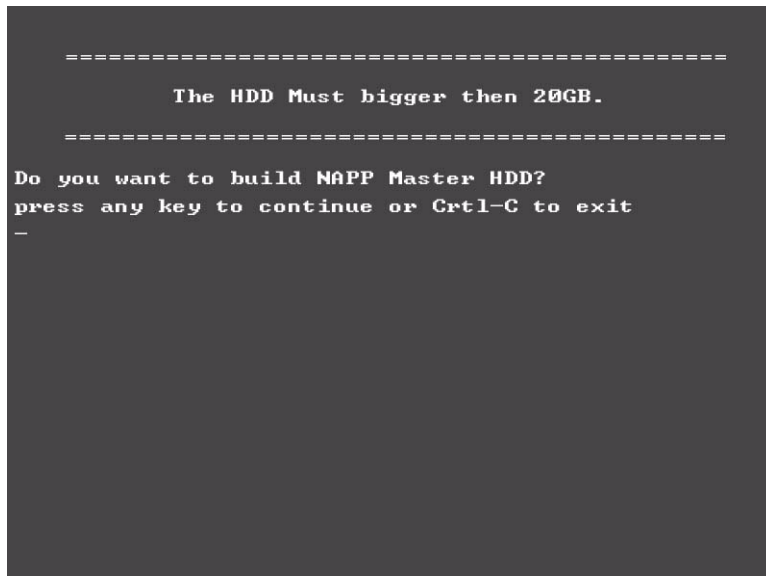 ==============================================
The HDD Must bigger then 20GB.
==============================================
Do you want to build NAPP Master HDD?
press any key to continue or Crtl-C to exit
_